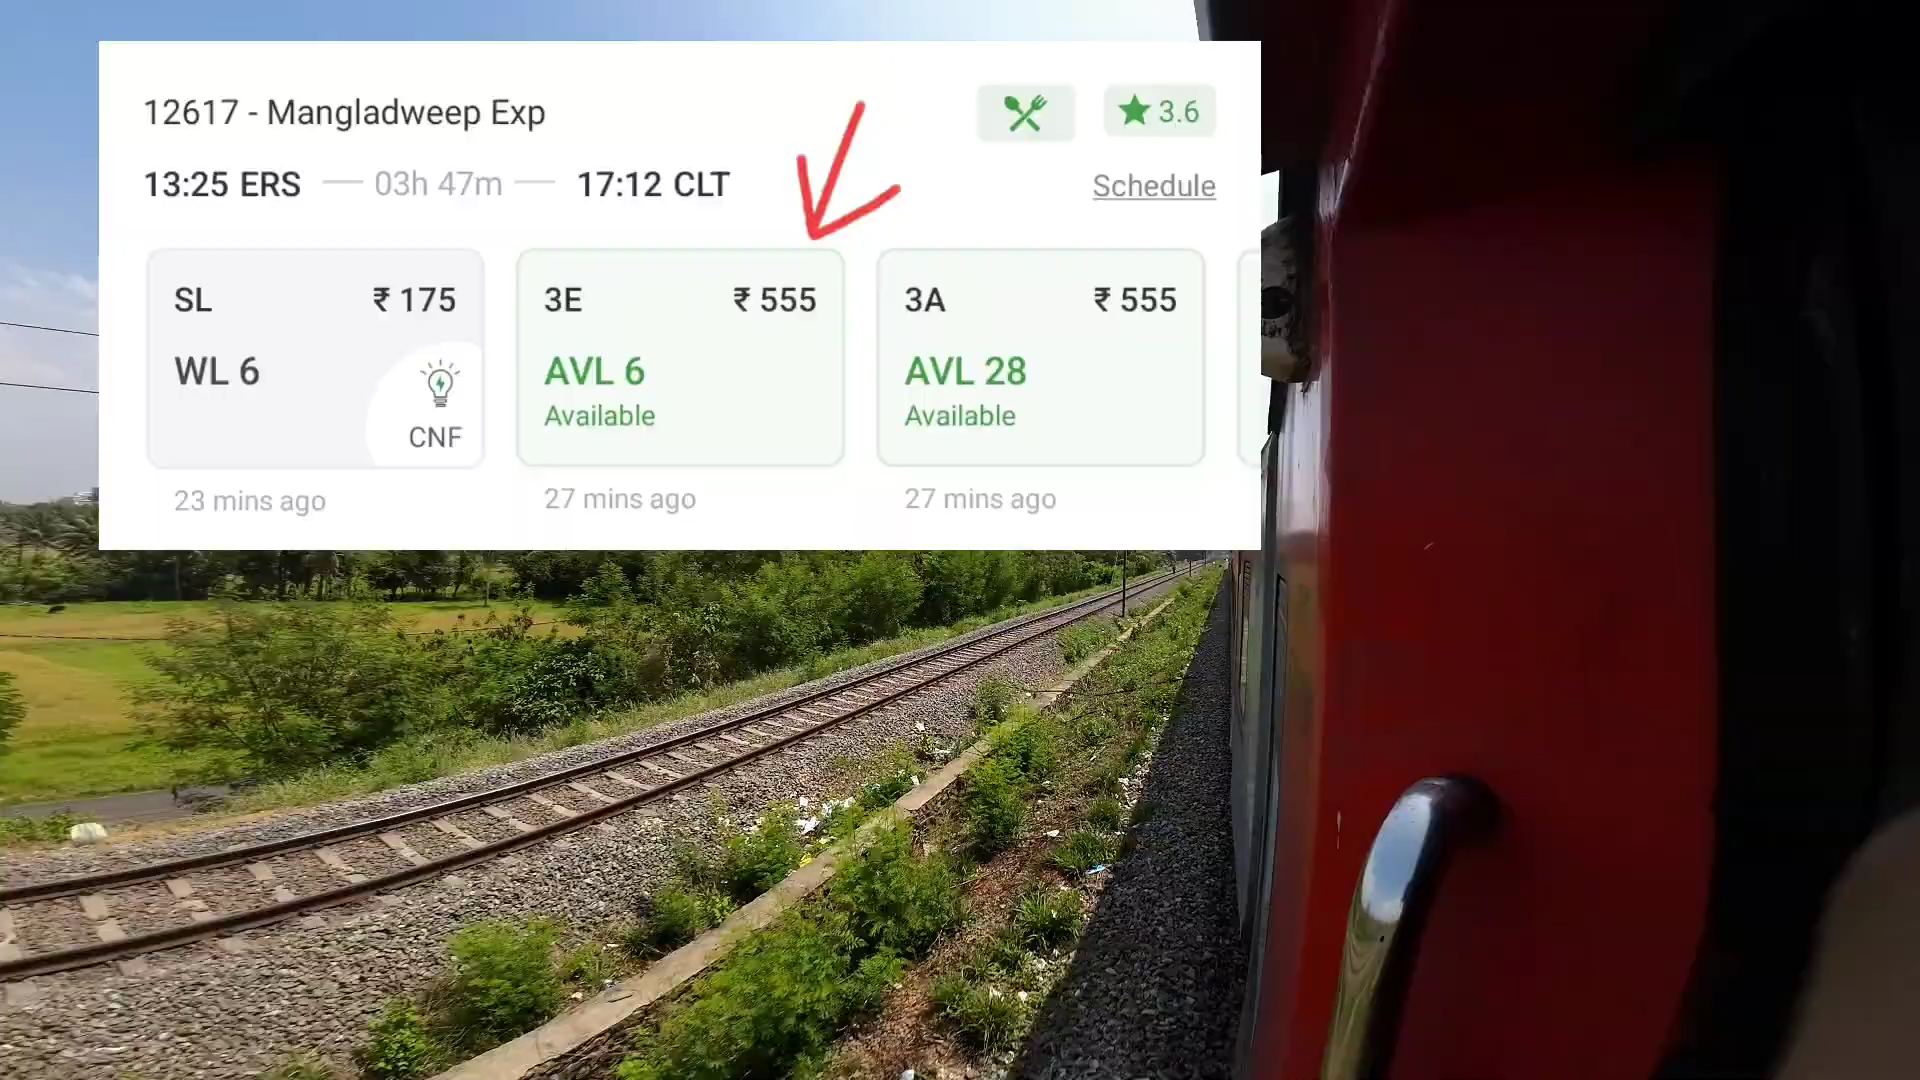 12617 - Mangladweep Exp
3.6
13:25 ERS 03h 47m 17:12 CLT
Schedule
SL ₹ 175
WL 6
CNF
23 mins ago
3E ₹ 555
AVL 6
Available
27 mins ago
3A ₹ 555
AVL 28
Available
27 mins ago